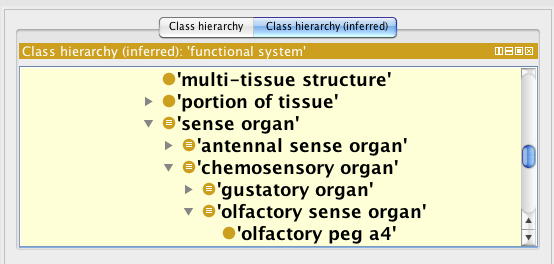 Class hierarchy Class hierarchy (inferred)
Class hierarchy (inferred): 'functional system'
'multi-tissue structure'
'portion of tissue'
'sense organ'
'antennal sense organ'
'chemosensory organ'
'gustatory organ'
'olfactory sense organ'
'olfactory peg a4'